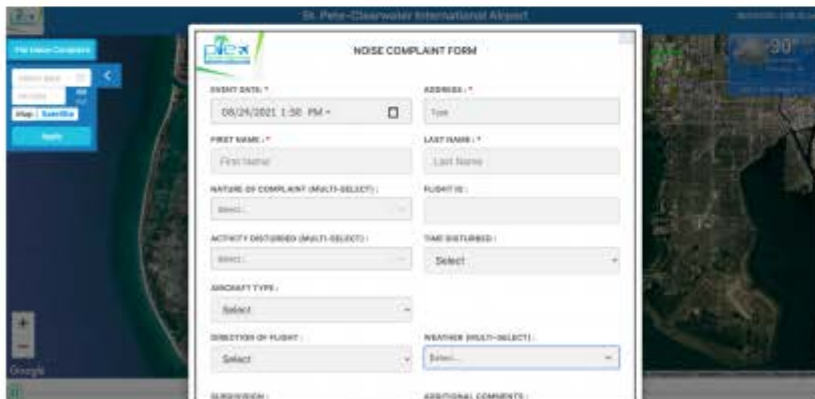 St. Pete-Clearwater International Airport
File Noise Complaint
90°
pie
NOISE COMPLAINT FORM
EVENT DATE: *
ADDRESS: *
08/24/2021 1:50 PM
Type
FIRST NAME: *
LAST NAME: *
First Name
Last Name
NATURE OF COMPLAINT (MULTI-SELECT) :
FLIGHT ID :
Select...
ACTIVITY DISTURBED (MULTI-SELECT) :
TIME DISTURBED :
Select...
Select
AIRCRAFT TYPE :
Select
DIRECTION OF FLIGHT :
WEATHER (MULTI-SELECT) :
Select
Select...
SUBDIVISION :
ADDITIONAL COMMENTS :
Map
Satellite
Apply
+
−
Google